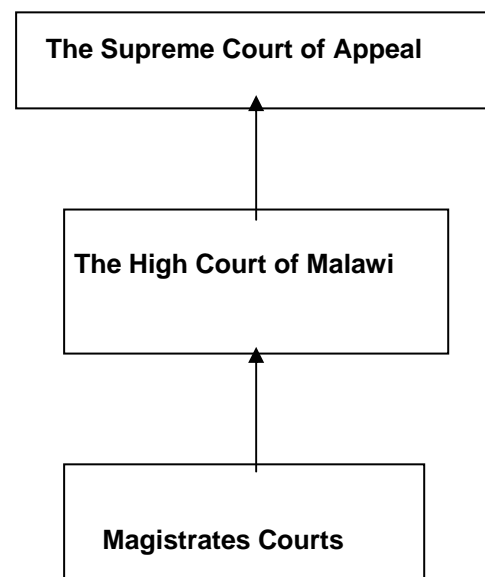 The Supreme Court of Appeal
The High Court of Malawi
Magistrates Courts